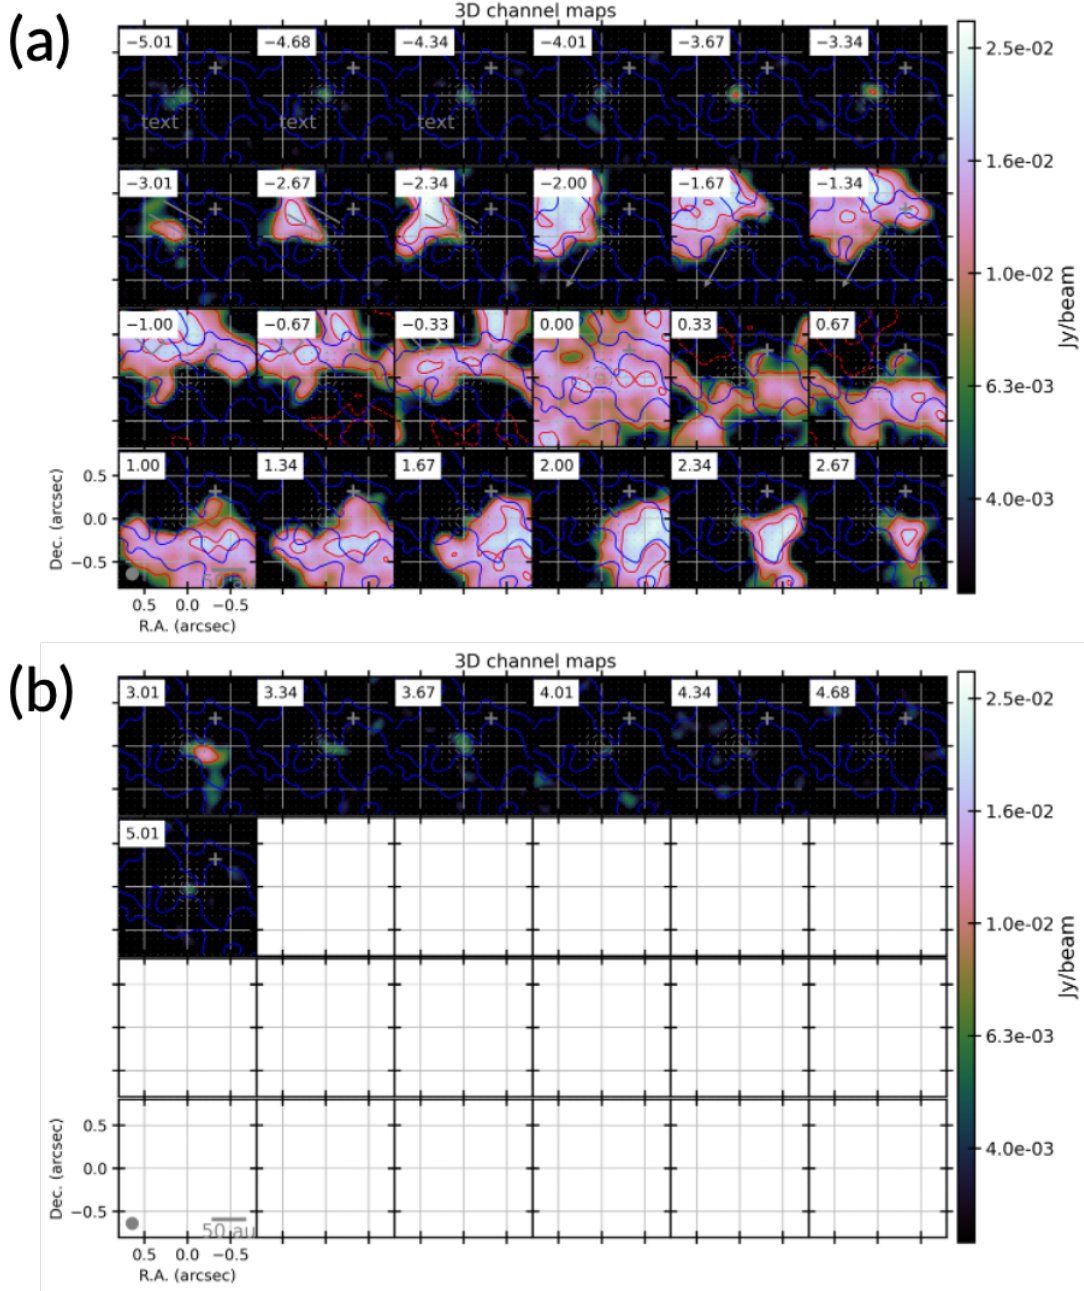 (a)
3D channel maps
−5.01 −4.68 −4.34 −4.01 −3.67 −3.34
text text text
−3.01 −2.67 −2.34 −2.00 −1.67 −1.34
−1.00 −0.67 −0.33 0.00 0.33 0.67
1.00 1.34 1.67 2.00 2.34 2.67
0.5
0.0
−0.5
Dec. (arcsec)
0.5 0.0 −0.5
R.A. (arcsec)
2.5e-02
1.6e-02
1.0e-02
6.3e-03
4.0e-03
Jy/beam
(b)
3D channel maps
3.01 3.34 3.67 4.01 4.34 4.68
5.01
0.5
0.0
−0.5
Dec. (arcsec)
50 au
0.5 0.0 −0.5
R.A. (arcsec)
2.5e-02
1.6e-02
1.0e-02
6.3e-03
4.0e-03
Jy/beam